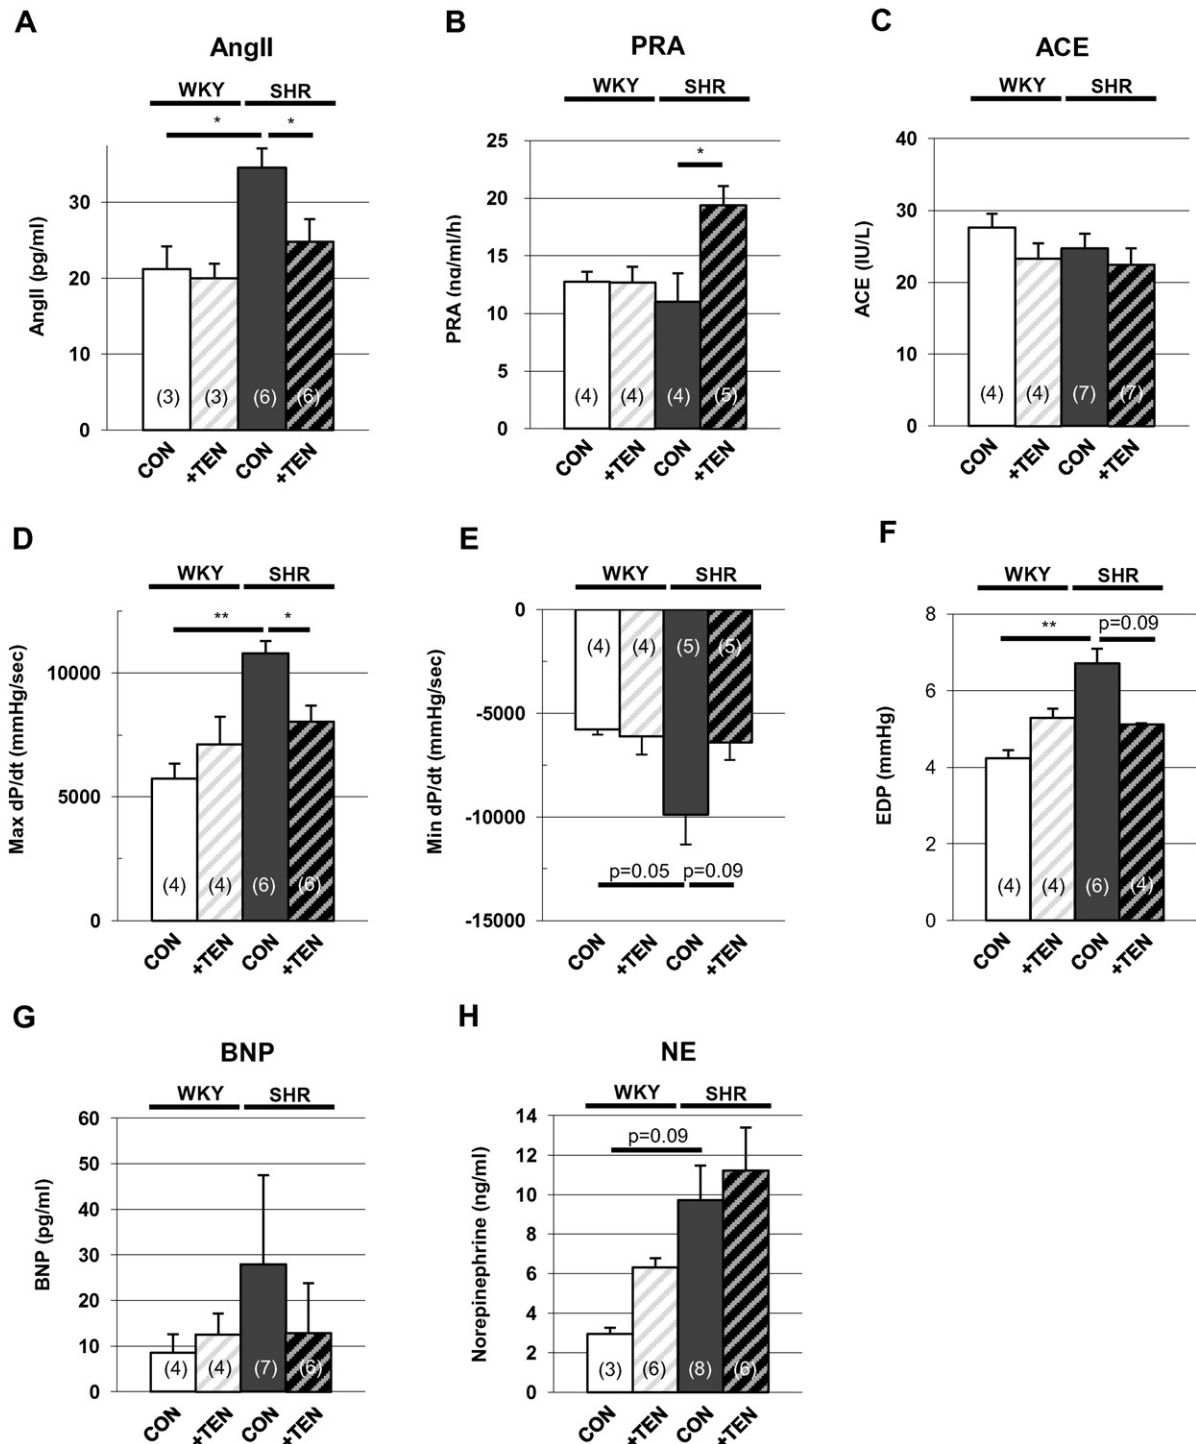 A
AngII
WKY SHR
* *
AngII (pg/ml)
30
20
10
0
(3) (3) (6) (6)
CON +TEN CON +TEN
B
PRA
WKY SHR
*
PRA (ng/ml/h)
25
20
15
10
5
0
(4) (4) (4) (5)
CON +TEN CON +TEN
C
ACE
WKY SHR
ACE (IU/L)
40
30
20
10
0
(4) (4) (7) (7)
CON +TEN CON +TEN
D
WKY SHR
** *
Max dP/dt (mmHg/sec)
10000
5000
0
(4) (4) (6) (6)
CON +TEN CON +TEN
E
WKY SHR
Min dP/dt (mmHg/sec)
0
-5000
-10000
-15000
(4) (4) (5) (5)
p=0.05 p=0.09
CON +TEN CON +TEN
F
WKY SHR
** p=0.09
EDP (mmHg)
8
6
4
2
0
(4) (4) (6) (4)
CON +TEN CON +TEN
G
BNP
WKY SHR
BNP (pg/ml)
60
50
40
30
20
10
0
(4) (4) (7) (6)
CON +TEN CON +TEN
H
NE
WKY SHR
p=0.09
Norepinephrine (ng/ml)
14
12
10
8
6
4
2
0
(3) (6) (8) (6)
CON +TEN CON +TEN